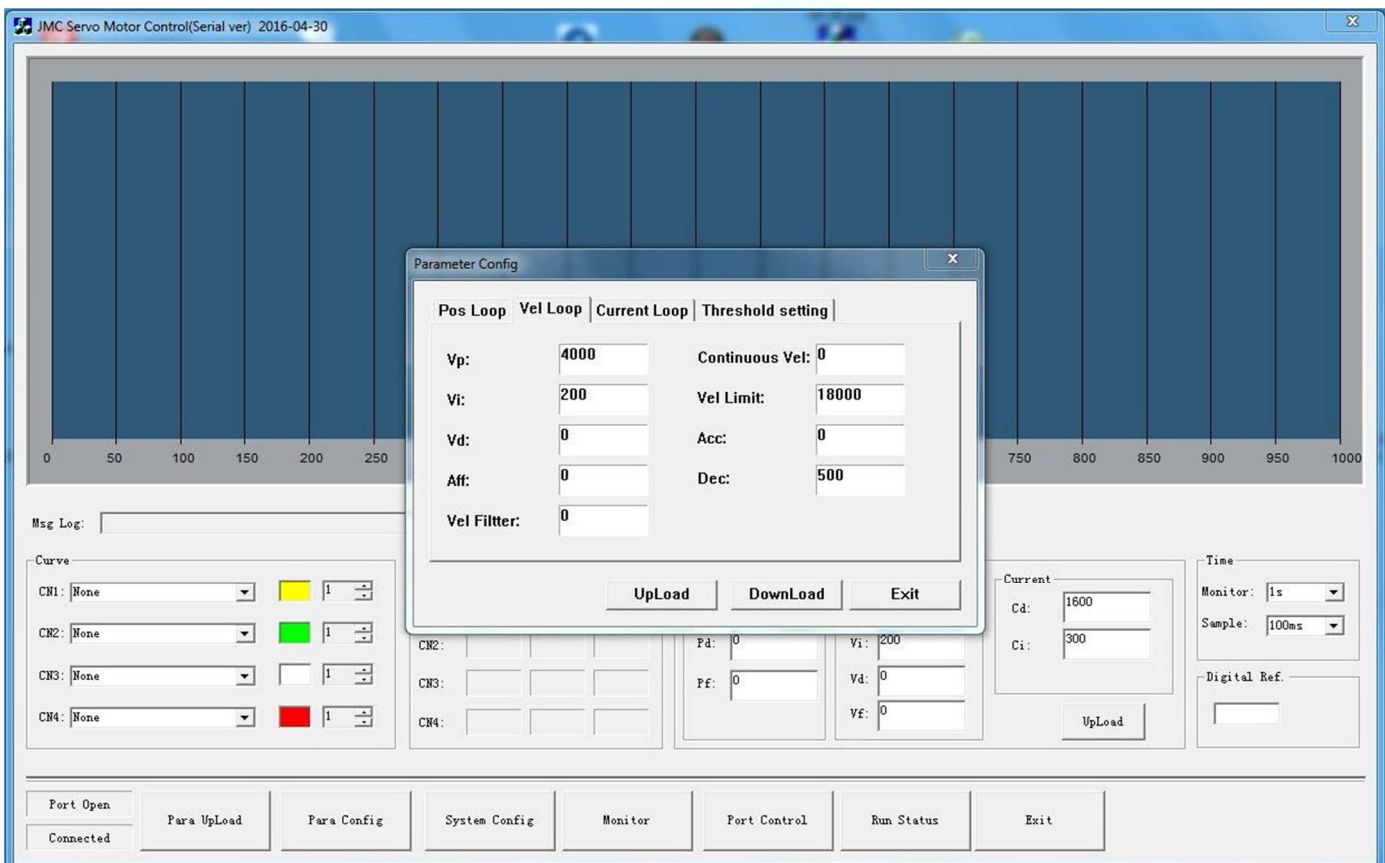 JMC Servo Motor Control(Serial ver) 2016-04-30
Parameter Config
Pos Loop Vel Loop Current Loop Threshold setting
Vp: 4000 Continuous Vel: 0
Vi: 200 Vel Limit: 18000
Vd: 0 Acc: 0
Aff: 0 Dec: 500
Vel Filtter: 0
UpLoad DownLoad Exit
0 50 100 150 200 250 750 800 850 900 950 1000
Msg Log:
Curve
CN1: None 1
CN2: None 1
CN3: None 1
CN4: None 1
CN2:
CN3:
CN4:
Pd: 0
Pf: 0
Vi: 200
Vd: 0
Vf: 0
Current
Cd: 1600
Ci: 300
UpLoad
Time
Monitor: 1s
Sample: 100ms
Digital Ref.
Port Open
Connected
Para UpLoad Para Config System Config Monitor Port Control Run Status Exit